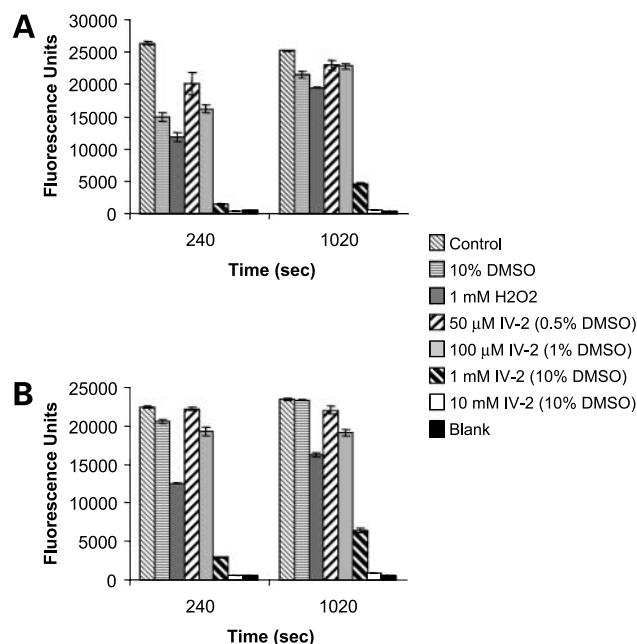 A
Fluorescence Units
30000
25000
20000
15000
10000
5000
0
240
1020
Time (sec)
Control
10% DMSO
1 mM H2O2
50 µM IV-2 (0.5% DMSO)
100 µM IV-2 (1% DMSO)
1 mM IV-2 (10% DMSO)
10 mM IV-2 (10% DMSO)
Blank
B
Fluorescence Units
25000
20000
15000
10000
5000
0
240
1020
Time (sec)